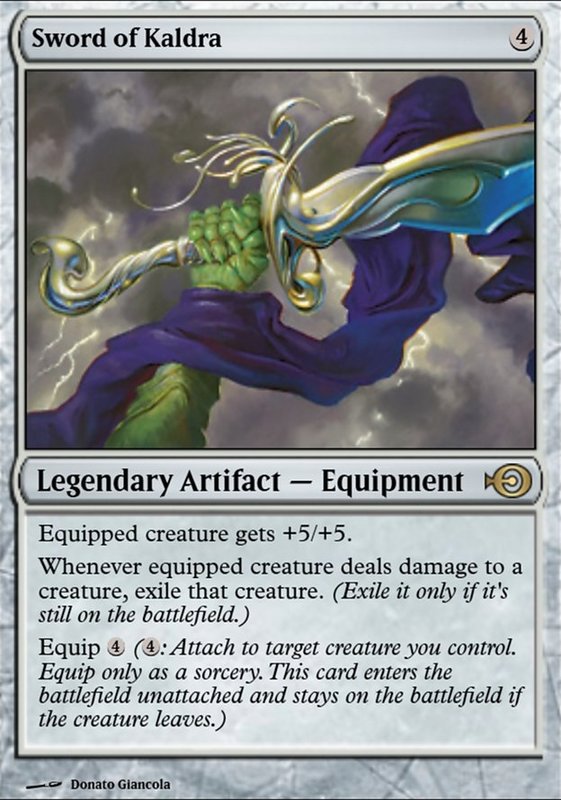 Sword of Kaldra 4
Legendary Artifact — Equipment
Equipped creature gets +5/+5.
Whenever equipped creature deals damage to a
creature, exile that creature. (Exile it only if it's
still on the battlefield.)
Equip 4 (4: Attach to target creature you control.
Equip only as a sorcery. This card enters the
battlefield unattached and stays on the battlefield if
the creature leaves.)
Donato Giancola